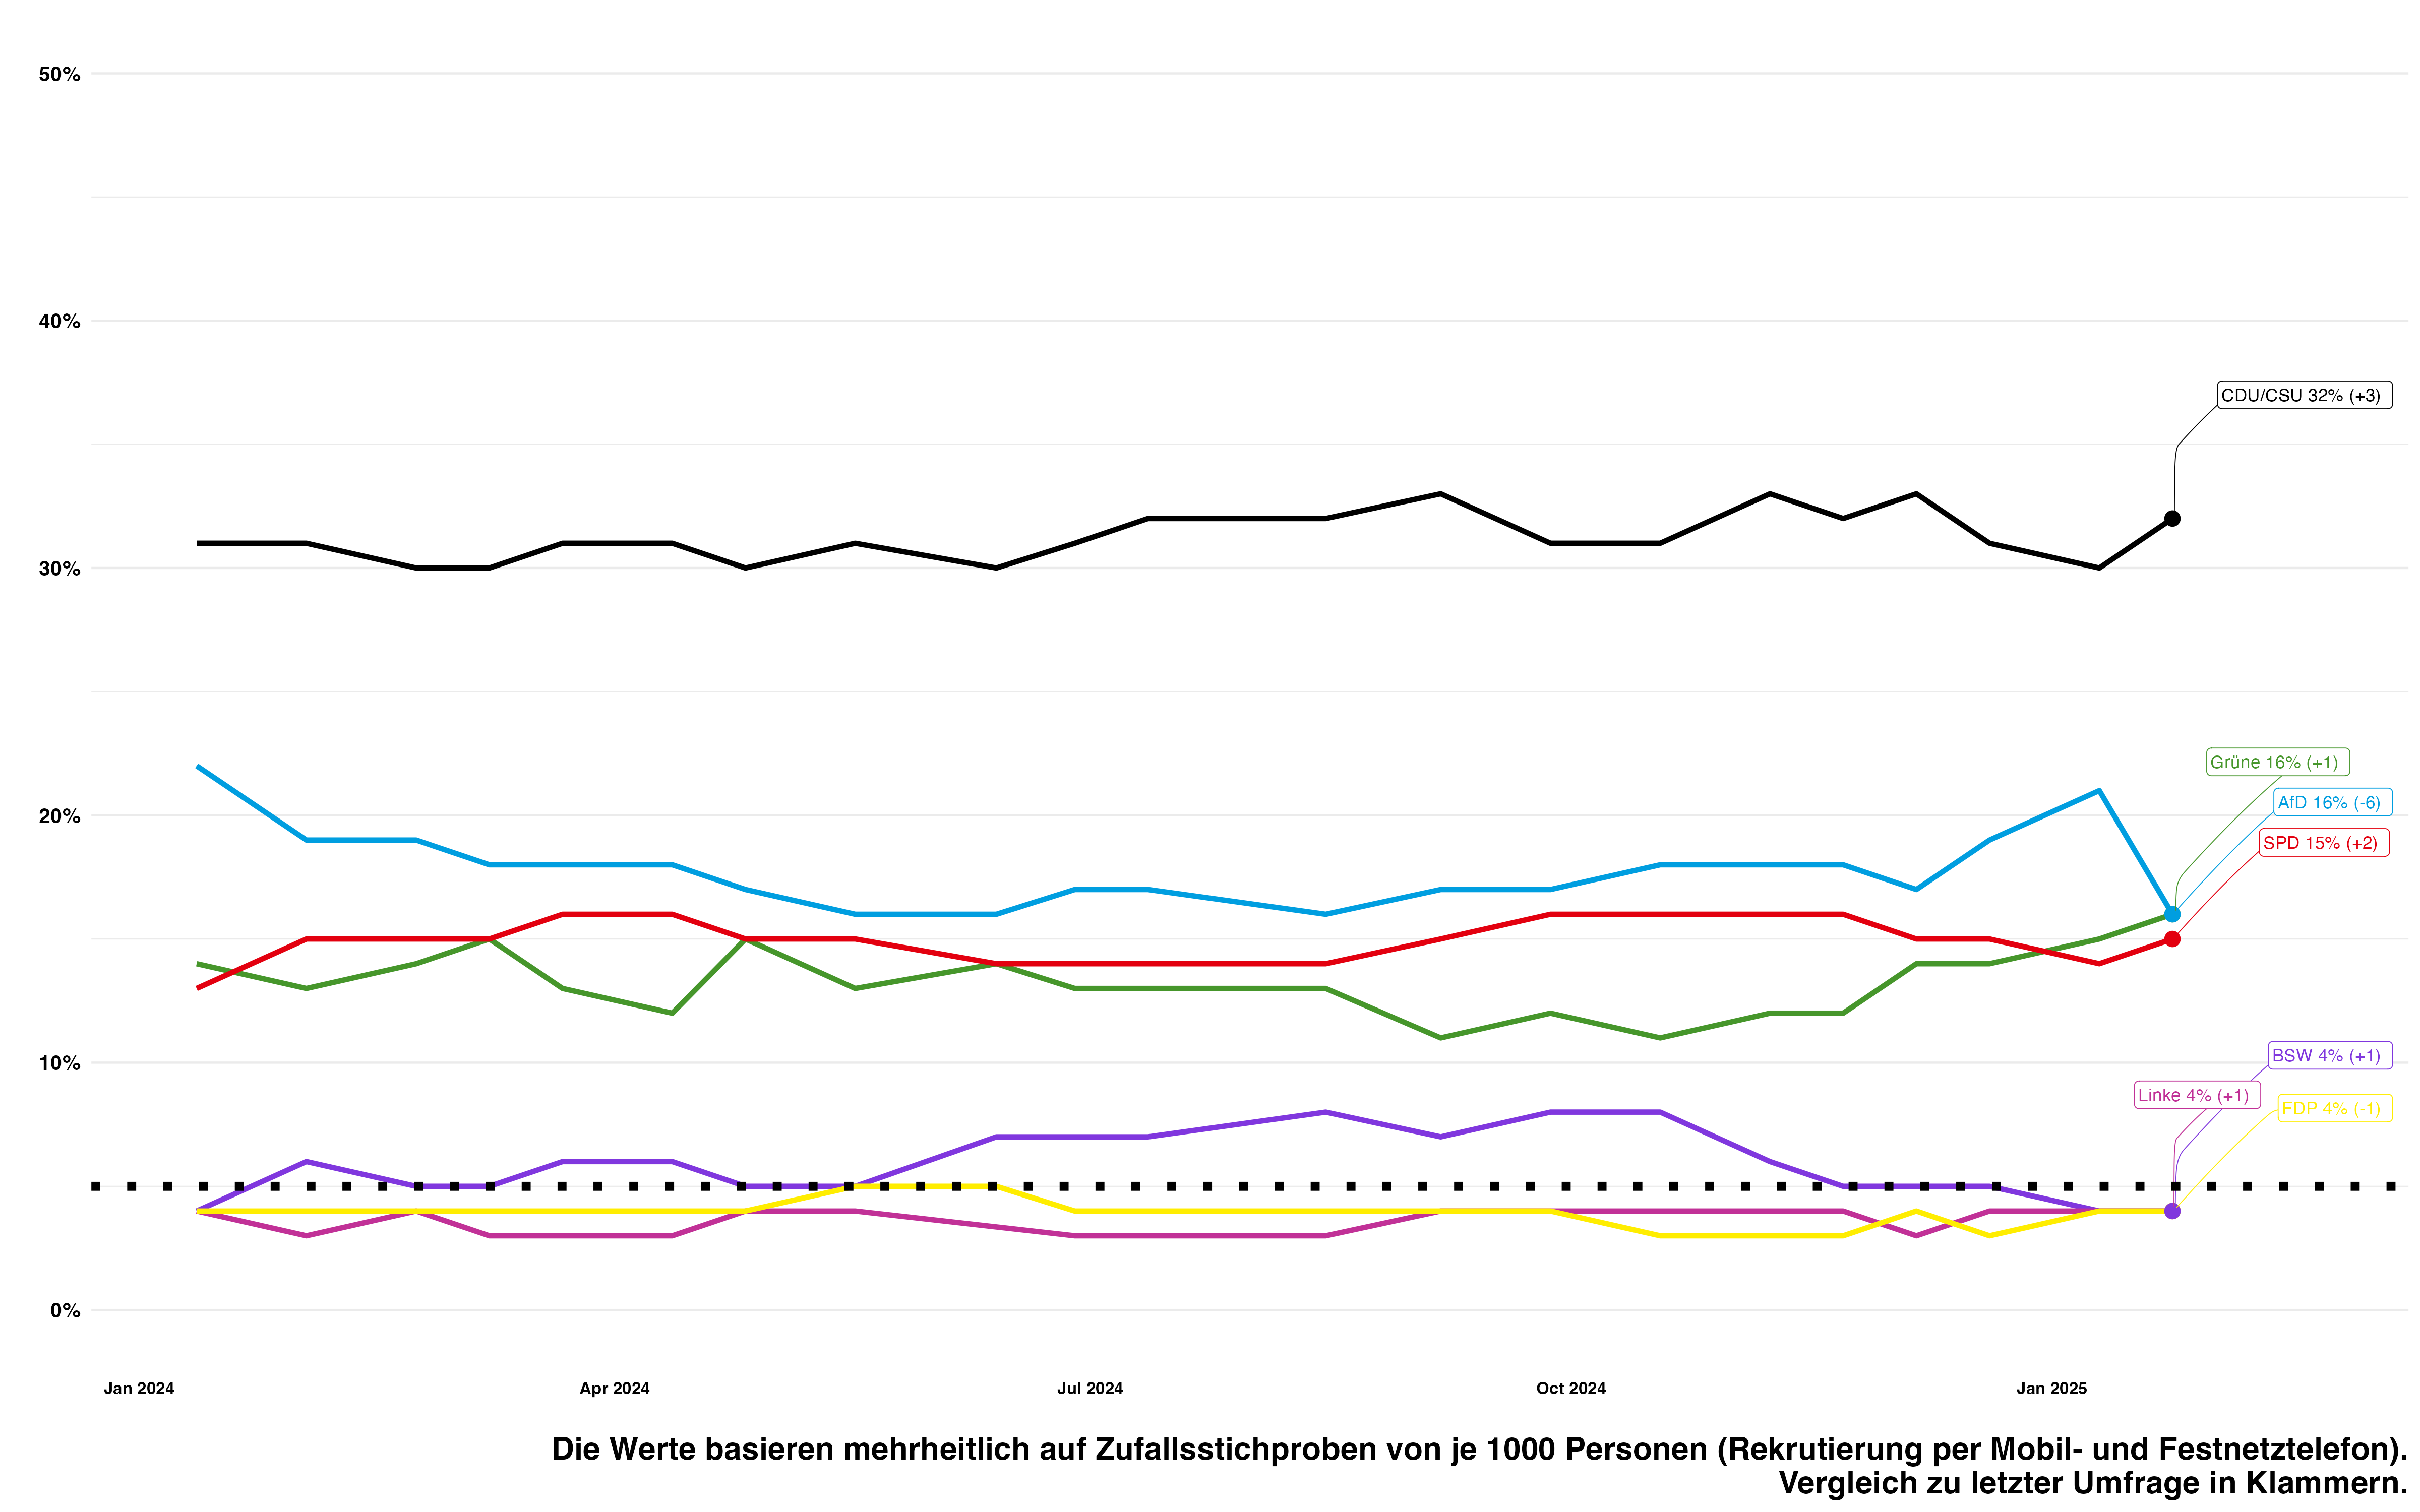 50%
40%
CDU/CSU 32% (+3)
30%
Grüne 16% (+1)
AfD 16% (-6)
20%
SPD 15% (+2)
BSW 4% (+1)
10%
Linke 4% (+1)
FDP 4% (-1)
0%
Jan 2024 Apr 2024 Jul 2024 Oct 2024 Jan 2025
Die Werte basieren mehrheitlich auf Zufallsstichproben von je 1000 Personen (Rekrutierung per Mobil- und Festnetztelefon).
Vergleich zu letzter Umfrage in Klammern.